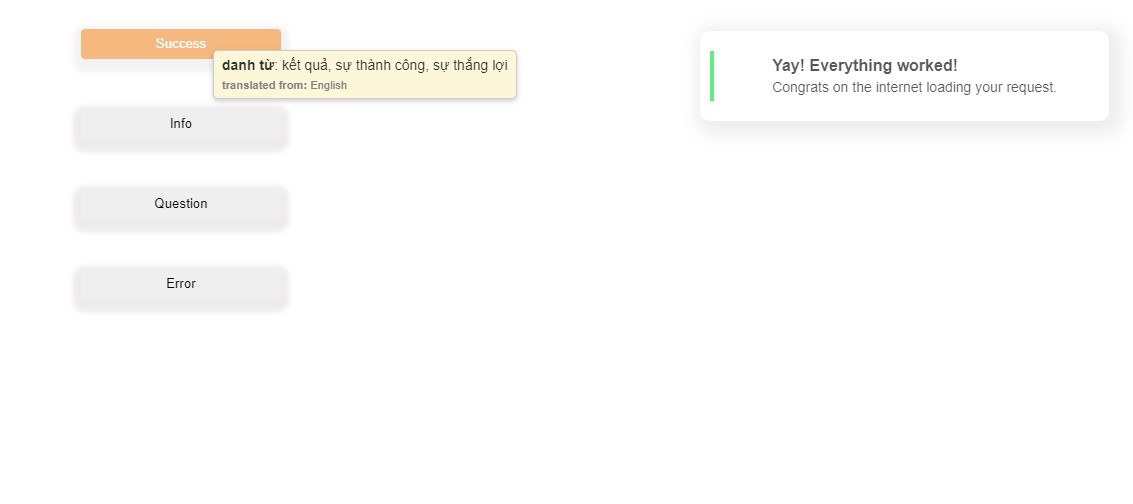 Success
danh từ: kết quả, sự thành công, sự thắng lợi
translated from: English
Info
Question
Error
Yay! Everything worked!
Congrats on the internet loading your request.